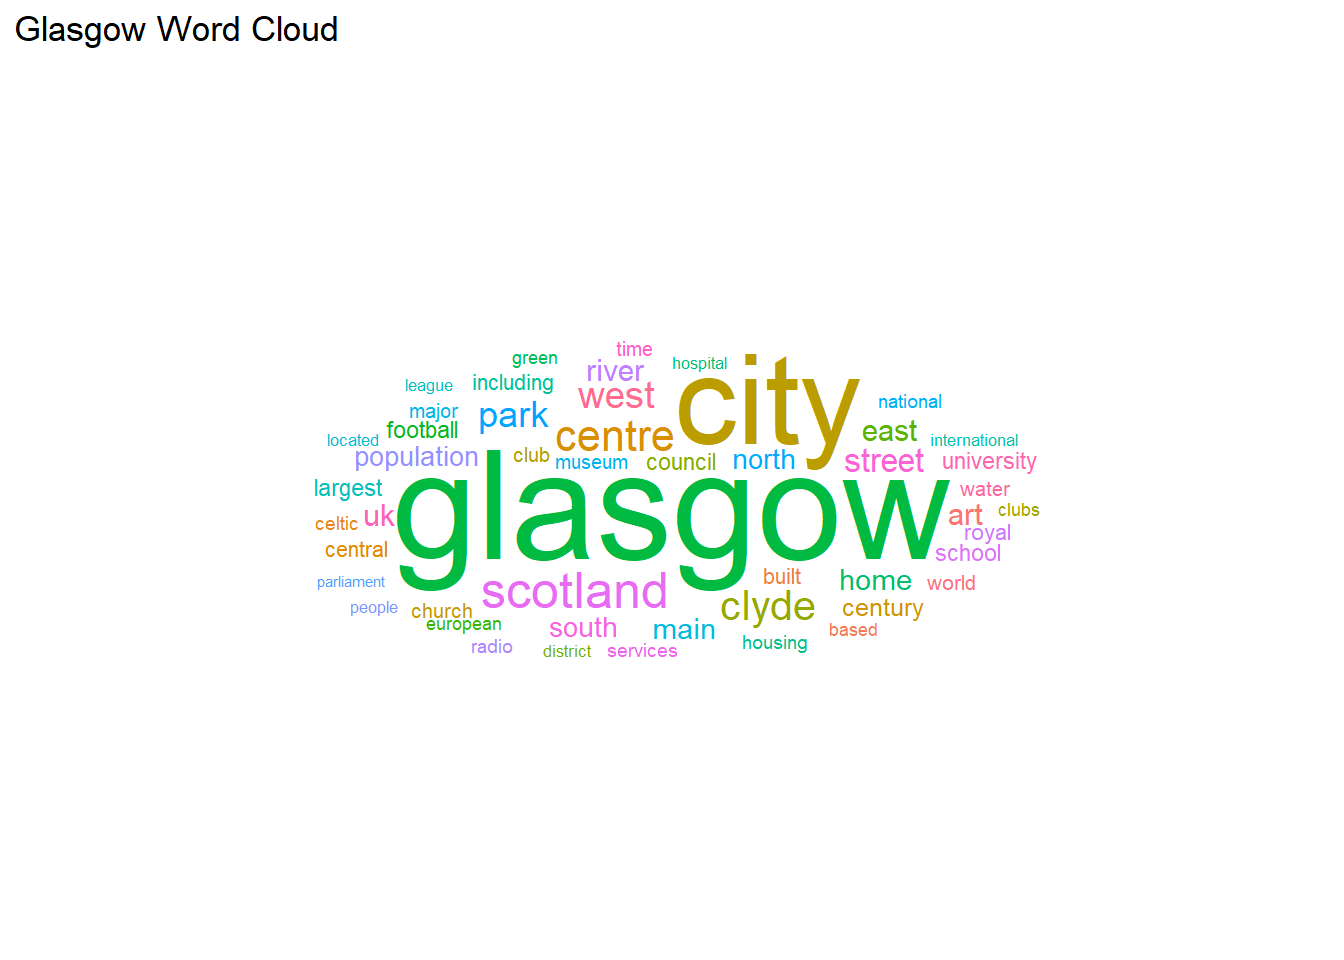 Glasgow Word Cloud
time
green
hospital
river
city
league
including
west
national
major
park
football
centre
east
located
international
population
club
museum
council
north
street
university
largest
glasgow
water
celtic
uk
art
clubs
royal
central
school
parliament
scotland
built
home
world
people
church
clyde
century
european
south
main
based
radio
district
services
housing